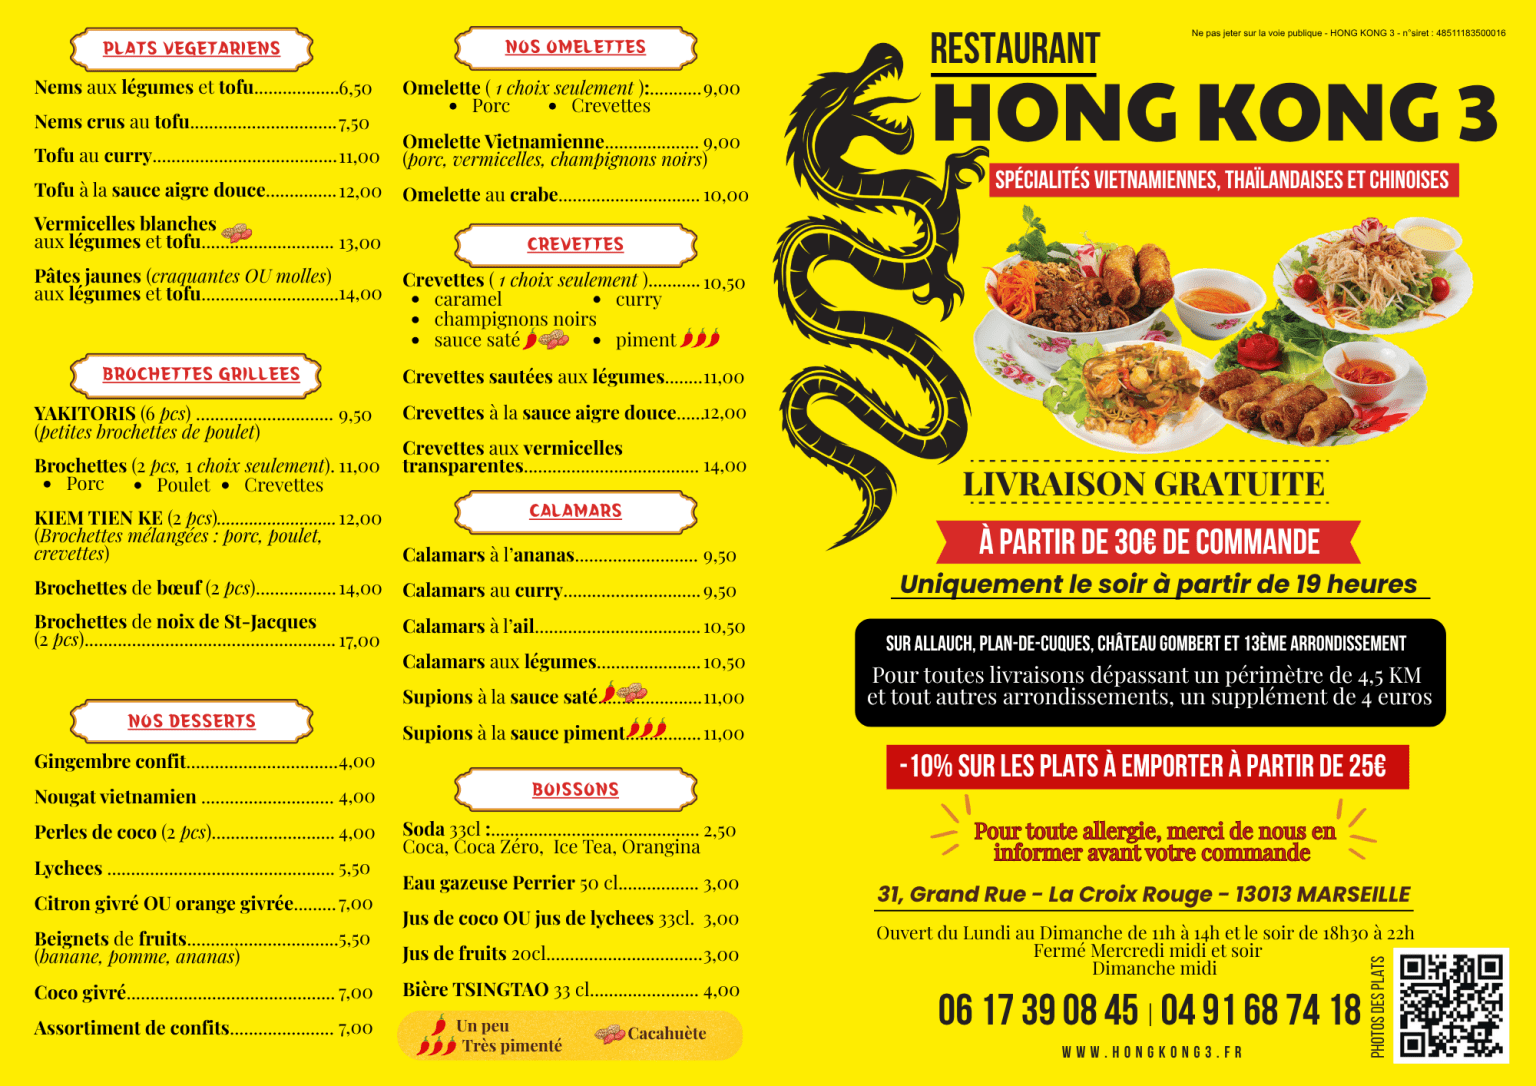 PLATS VEGETARIENS
Nems aux légumes et tofu..................6,50
Nems crus au tofu...............................7,50
Tofu au curry.......................................11,00
Tofu à la sauce aigre douce...............12,00
Vermicelles blanches
aux légumes et tofu............................ 13,00
Pâtes jaunes (craquantes OU molles)
aux légumes et tofu.............................14,00
BROCHETTES GRILLEES
YAKITORIS (6 pcs) ............................. 9,50
(petites brochettes de poulet)
Brochettes (2 pcs, 1 choix seulement). 11,00
• Porc • Poulet • Crevettes
KIEM TIEN KE (2 pcs)......................... 12,00
(Brochettes mélangées : porc, poulet,
crevettes)
Brochettes de bœuf (2 pcs).................14,00
Brochettes de noix de St-Jacques
(2 pcs)..................................................... 17,00
NOS DESSERTS
Gingembre confit................................4,00
Nougat vietnamien ............................ 4,00
Perles de coco (2 pcs).......................... 4,00
Lychees ................................................ 5,50
Citron givré OU orange givrée.........7,00
Beignets de fruits................................5,50
(banane, pomme, ananas)
Coco givré............................................ 7,00
Assortiment de confits...................... 7,00
NOS OMELETTES
Omelette ( 1 choix seulement ):...........9,00
• Porc • Crevettes
Omelette Vietnamienne.................... 9,00
(porc, vermicelles, champignons noirs)
Omelette au crabe.............................. 10,00
CREVETTES
Crevettes ( 1 choix seulement )........... 10,50
• caramel • curry
• champignons noirs
• sauce saté • piment
Crevettes sautées aux légumes........11,00
Crevettes à la sauce aigre douce.....12,00
Crevettes aux vermicelles
transparentes..................................... 14,00
CALAMARS
Calamars à l'ananas.......................... 9,50
Calamars au curry.............................9,50
Calamars à l'ail...................................10,50
Calamars aux légumes......................10,50
Supions à la sauce saté......................11,00
Supions à la sauce piment................11,00
BOISSONS
Soda 33cl :............................................ 2,50
Coca, Coca Zéro, Ice Tea, Orangina
Eau gazeuse Perrier 50 cl................. 3,00
Jus de coco OU jus de lychees 33cl. 3,00
Jus de fruits 20cl.................................3,00
Bière TSINGTAO 33 cl....................... 4,00
Un peu
Très pimenté
Cacahuète
Ne pas jeter sur la voie publique - HONG KONG 3 - n°siret : 48511183500016
RESTAURANT
HONG KONG 3
SPÉCIALITÉS VIETNAMIENNES, THAÏLANDAISES ET CHINOISES
LIVRAISON GRATUITE
À PARTIR DE 30€ DE COMMANDE
Uniquement le soir à partir de 19 heures
SUR ALLAUCH, PLAN-DE-CUQUES, CHÂTEAU GOMBERT ET 13ÈME ARRONDISSEMENT
Pour toutes livraisons dépassant un périmètre de 4,5 KM
et tout autres arrondissements, un supplément de 4 euros
-10% SUR LES PLATS À EMPORTER À PARTIR DE 25€
Pour toute allergie, merci de nous en
informer avant votre commande
31, Grand Rue - La Croix Rouge - 13013 MARSEILLE
Ouvert du Lundi au Dimanche de 11h à 14h et le soir de 18h30 à 22h
Fermé Mercredi midi et soir
Dimanche midi
06 17 39 08 45 | 04 91 68 74 18
WWW.HONGKONG3.FR
PHOTOS DES PLATS